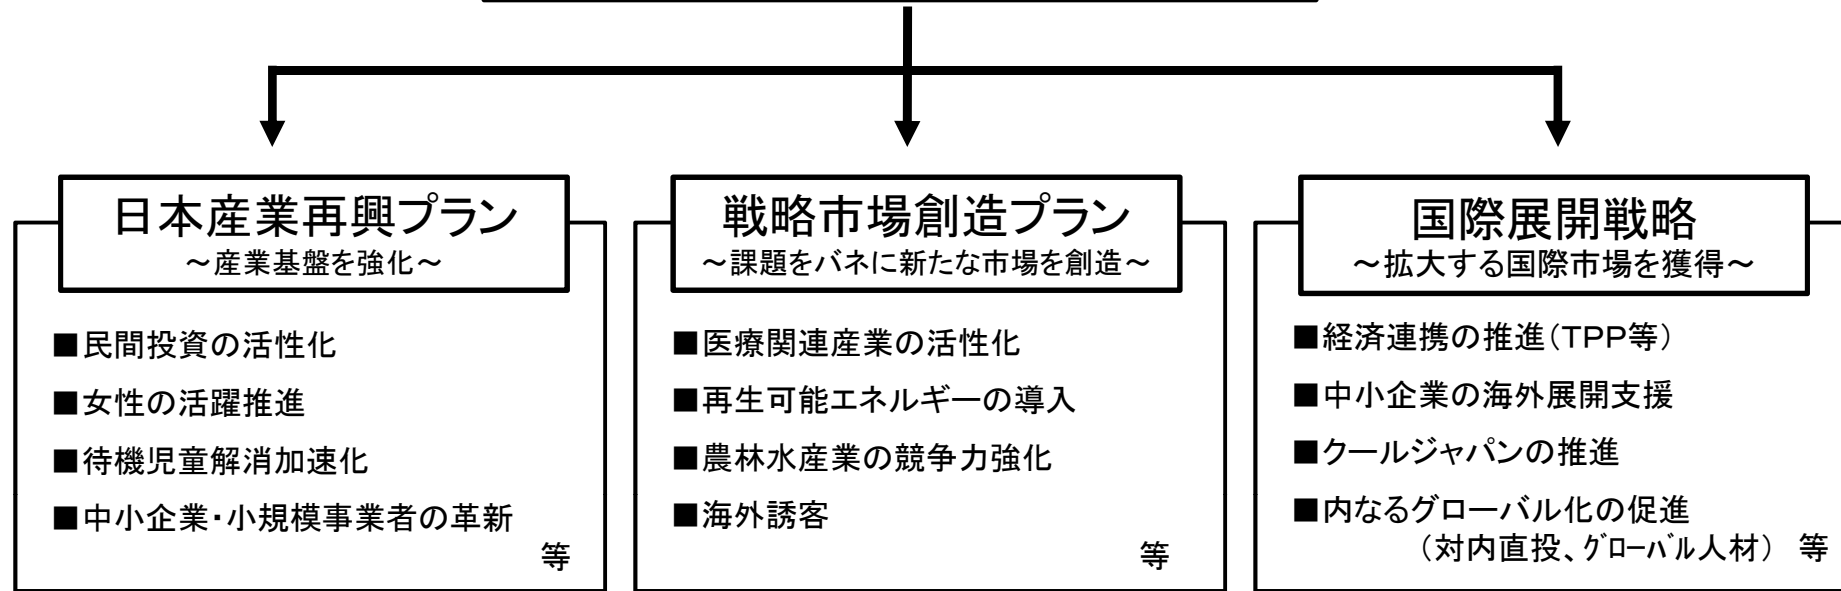 日本産業再興プラン
～産業基盤を強化～
■民間投資の活性化
■女性の活躍推進
■待機児童解消加速化
■中小企業・小規模事業者の革新
等
戦略市場創造プラン
～課題をバネに新たな市場を創造～
■医療関連産業の活性化
■再生可能エネルギーの導入
■農林水産業の競争力強化
■海外誘客
等
国際展開戦略
～拡大する国際市場を獲得～
■経済連携の推進（TPP等）
■中小企業の海外展開支援
■クールジャパンの推進
■内なるグローバル化の促進
（対内直投、ｸﾞﾛｰﾊﾞﾙ人材） 等